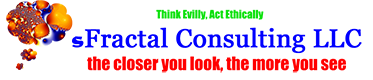 Think Evilly, Act Ethically
sFractal Consulting LLC
the closer you look, the more you see